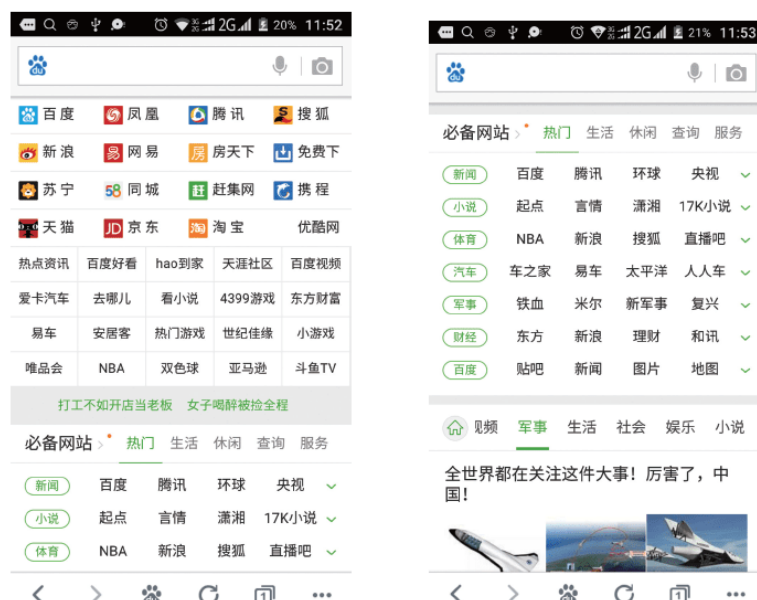 2G 20% 11:52
du
百度 凤凰 腾讯 搜狐
新浪 网易 房天下 免费下
苏宁 58 同城 赶集网 携程
天猫 JD 京东 淘宝 优酷网
热点资讯 百度好看 hao到家 天涯社区 百度视频
爱卡汽车 去哪儿 看小说 4399游戏 东方财富
易车 安居客 热门游戏 世纪佳缘 小游戏
唯品会 NBA 双色球 亚马逊 斗鱼TV
打工不如开店当老板 女子喝醉被捡全程
必备网站 > 热门 生活 休闲 查询 服务
新闻 百度 腾讯 环球 央视
小说 起点 言情 潇湘 17K小说
体育 NBA 新浪 搜狐 直播吧
1
2G 21% 11:53
du
必备网站 > 热门 生活 休闲 查询 服务
新闻 百度 腾讯 环球 央视
小说 起点 言情 潇湘 17K小说
体育 NBA 新浪 搜狐 直播吧
汽车 车之家 易车 太平洋 人人车
军事 铁血 米尔 新军事 复兴
财经 东方 新浪 理财 和讯
百度 贴吧 新闻 图片 地图
视频 军事 生活 社会 娱乐 小说
全世界都在关注这件大事！厉害了，中
国！
1